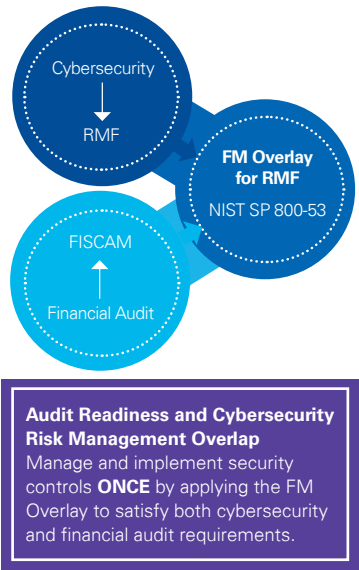 Cybersecurity
RMF
FM Overlay
for RMF
NIST SP 800-53
FISCAM
Financial Audit
Audit Readiness and Cybersecurity
Risk Management Overlap
Manage and implement security
controls ONCE by applying the FM
Overlay to satisfy both cybersecurity
and financial audit requirements.